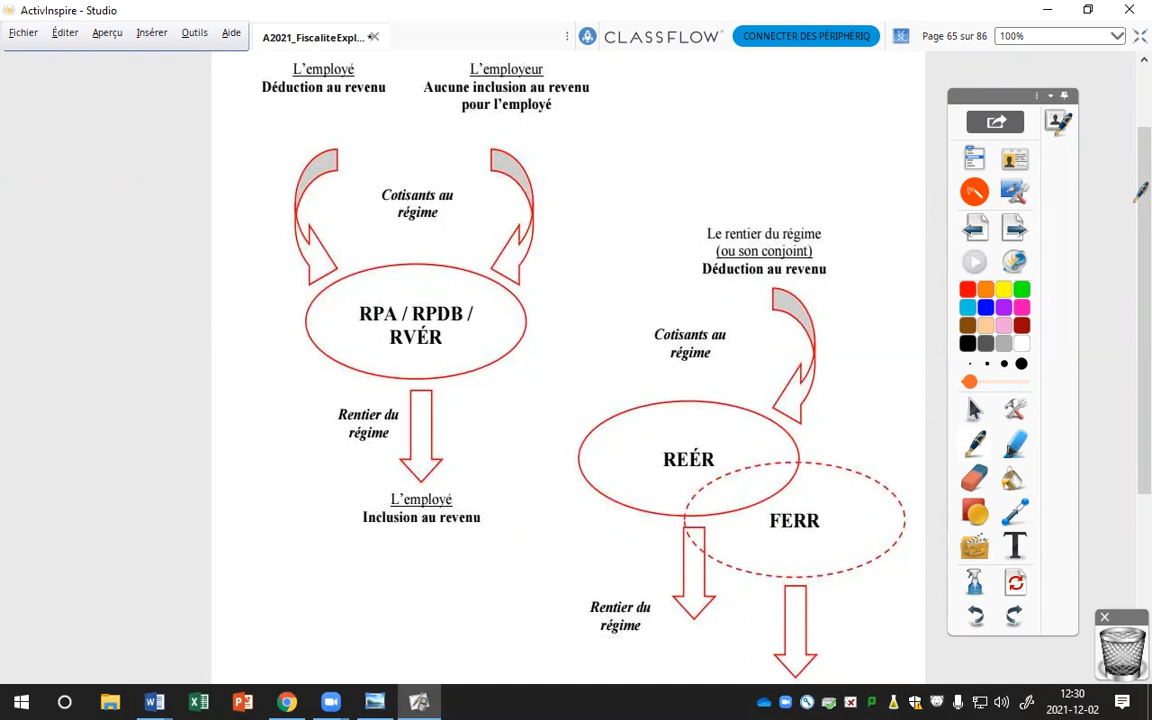 ActivInspire - Studio
Fichier Éditer Aperçu Insérer Outils Aide
A2021_FiscaliteExpl...
CLASSFLOW
CONNECTER DES PÉRIPHÉRIQ
Page 65 sur 86
100%
L'employé
Déduction au revenu
L'employeur
Aucune inclusion au revenu
pour l'employé
Cotisants au
régime
RPA / RPDB /
RVÉR
Rentier du
régime
L'employé
Inclusion au revenu
Le rentier du régime
(ou son conjoint)
Déduction au revenu
Cotisants au
régime
REÉR
FERR
Rentier du
régime
12:30
2021-12-02